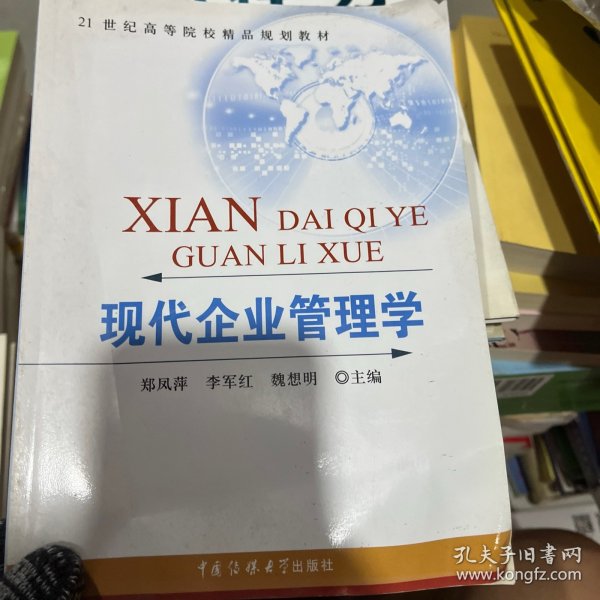 21 世纪高等院校精品规划教材
XIAN DAI QI YE
GUAN LI XUE
现代企业管理学
郑凤萍 李军红 魏想明 ◎主编
中国传媒大学出版社
孔夫子旧书网
www.kongfz.com